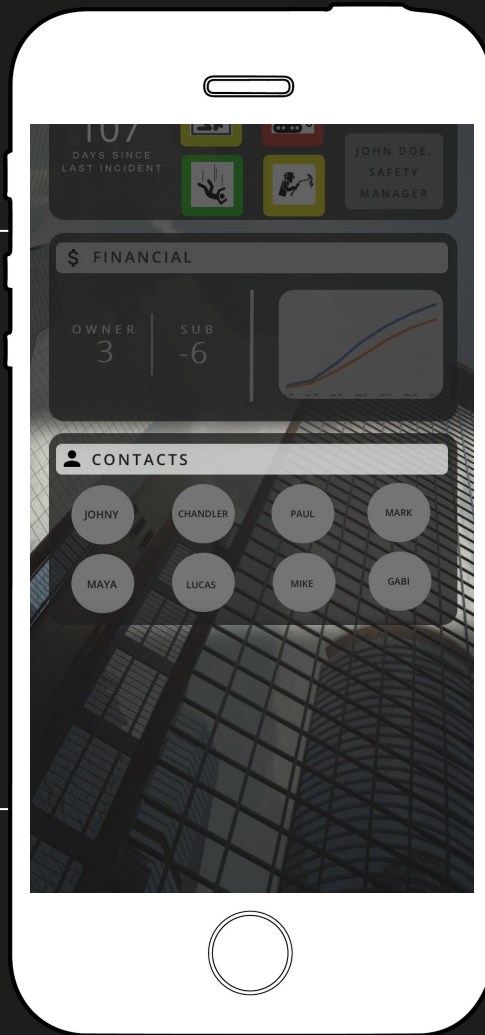 107
DAYS SINCE
LAST INCIDENT
JOHN DOE,
SAFETY
MANAGER
$ FINANCIAL
OWNER
3
SUB
-6
CONTACTS
JOHNY
CHANDLER
PAUL
MARK
MAYA
LUCAS
MIKE
GABI